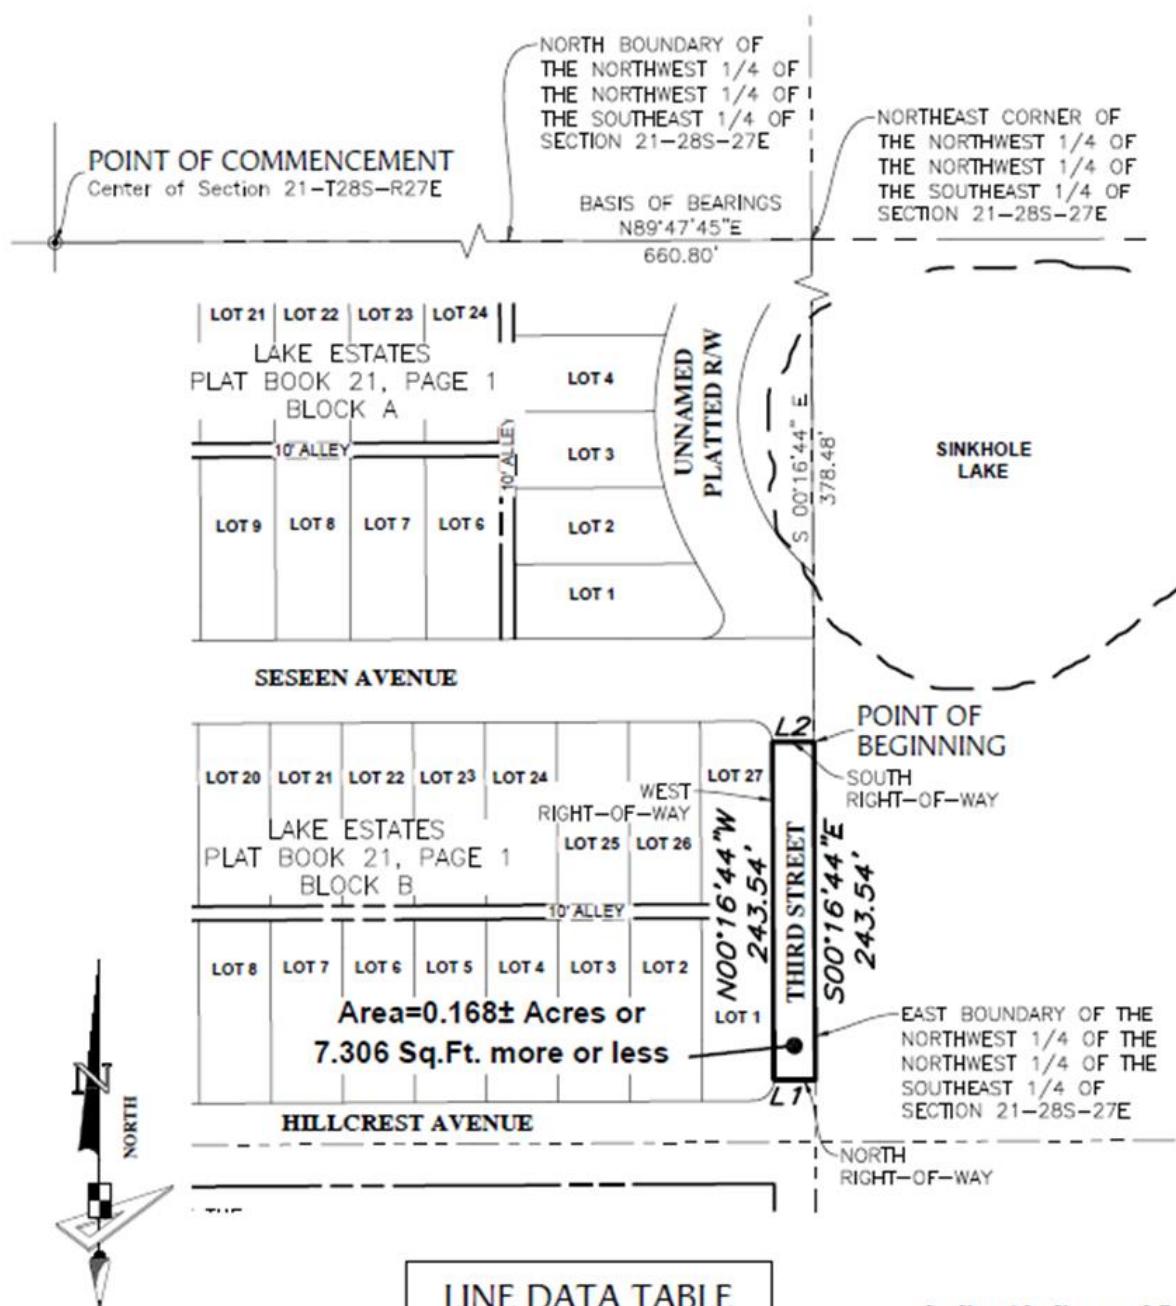 NORTH BOUNDARY OF
THE NORTHWEST 1/4 OF
THE NORTHWEST 1/4 OF
THE SOUTHEAST 1/4 OF
SECTION 21-28S-27E
NORTHEAST CORNER OF
THE NORTHWEST 1/4 OF
THE NORTHWEST 1/4 OF
THE SOUTHEAST 1/4 OF
SECTION 21-28S-27E
POINT OF COMMENCEMENT
Center of Section 21-T28S-R27E
BASIS OF BEARINGS
N89°47'45"E
660.80'
LOT 21
LOT 22
LOT 23
LOT 24
LAKE ESTATES
PLAT BOOK 21, PAGE 1
BLOCK A
10' ALLEY
10' ALLEY
LOT 9
LOT 8
LOT 7
LOT 6
LOT 4
LOT 3
LOT 2
LOT 1
UNNAMED
PLATTED R/W
S 00°16'44" E
378.48'
SINKHOLE
LAKE
SESEEN AVENUE
L2
POINT OF
BEGINNING
SOUTH
RIGHT-OF-WAY
LOT 20
LOT 21
LOT 22
LOT 23
LOT 24
LOT 27
WEST
RIGHT-OF-WAY
LOT 25
LOT 26
LAKE ESTATES
PLAT BOOK 21, PAGE 1
BLOCK B
10' ALLEY
N00°16'44"W
243.54'
THIRD STREET
S00°16'44"E
243.54'
LOT 8
LOT 7
LOT 6
LOT 5
LOT 4
LOT 3
LOT 2
LOT 1
Area=0.168± Acres or
7.306 Sq.Ft. more or less
EAST BOUNDARY OF THE
NORTHWEST 1/4 OF THE
NORTHWEST 1/4 OF THE
SOUTHEAST 1/4 OF
SECTION 21-28S-27E
L1
HILLCREST AVENUE
NORTH
RIGHT-OF-WAY
N
NORTH
LINE DATA TABLE